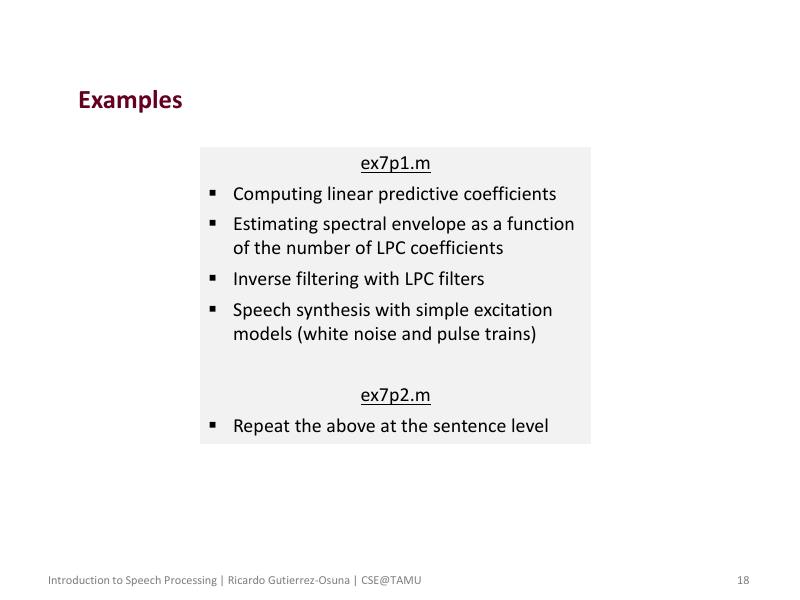 Examples
ex7p1.m
▪ Computing linear predictive coefficients
▪ Estimating spectral envelope as a function
of the number of LPC coefficients
▪ Inverse filtering with LPC filters
▪ Speech synthesis with simple excitation
models (white noise and pulse trains)
ex7p2.m
▪ Repeat the above at the sentence level
Introduction to Speech Processing | Ricardo Gutierrez-Osuna | CSE@TAMU 18